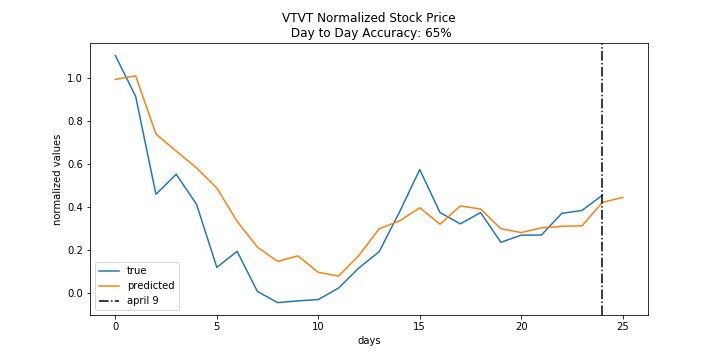 VTVT Normalized Stock Price
Day to Day Accuracy: 65%
normalized values
1.0
0.8
0.6
0.4
0.2
0.0
true
predicted
april 9
0 5 10 15 20 25
days